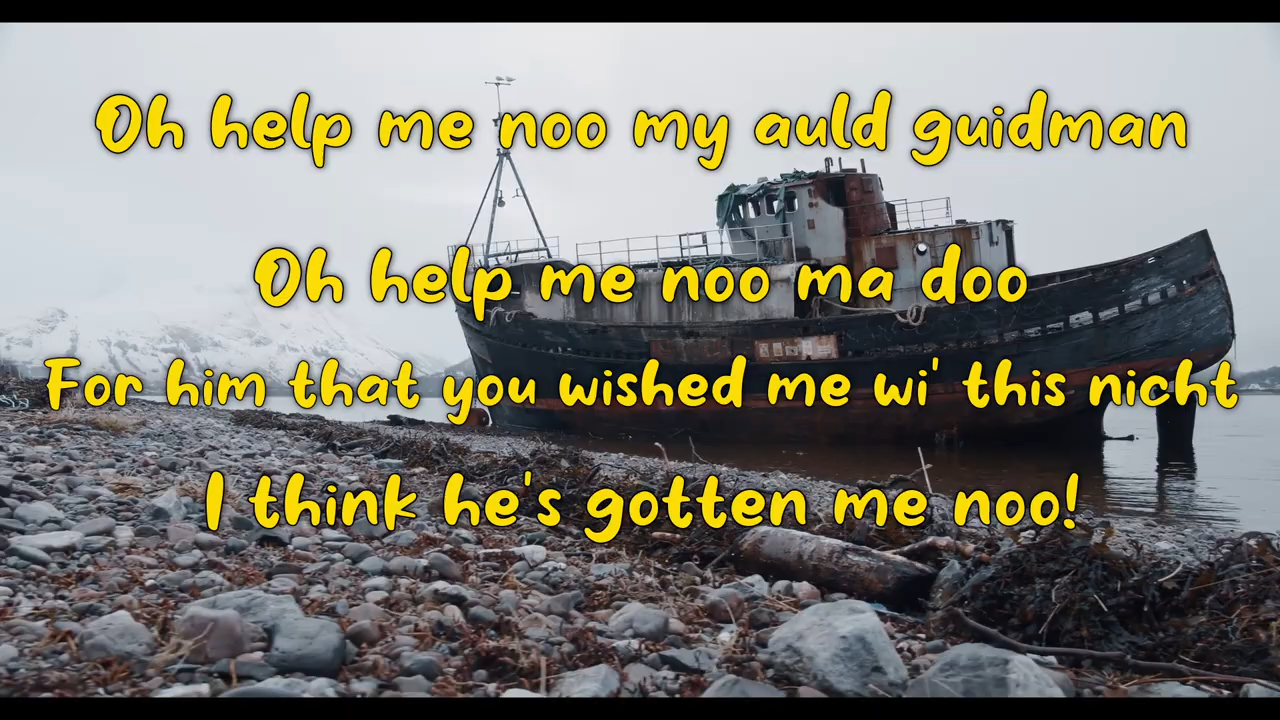 Oh help me noo my auld guidman
Oh help me noo ma doo
For him that you wished me wi' this nicht
I think he's gotten me noo!